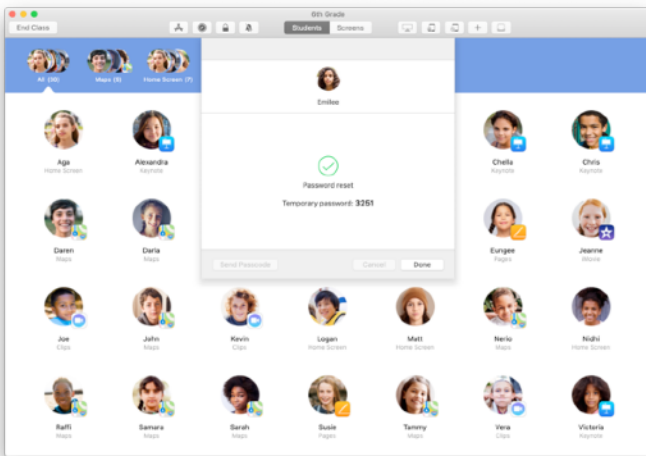 6th Grade
End Class
Students Screens
All (30) Maps (5) Home Screen (7)
Emilee
Password reset
Temporary password: 3251
Send Passcode Cancel Done
Aga Alexandra Chella Chris
Home Screen Keynote Keynote Keynote
Daren Darla Eungee Jeanne
Maps Maps Pages iMovie
Joe John Kevin Logan Matt Nerio Nidhi
Clips Maps Clips Home Screen Home Screen Maps Home Screen
Raffi Samara Sarah Susie Tammy Vera Victoria
Maps Maps Maps Pages Maps Clips Keynote